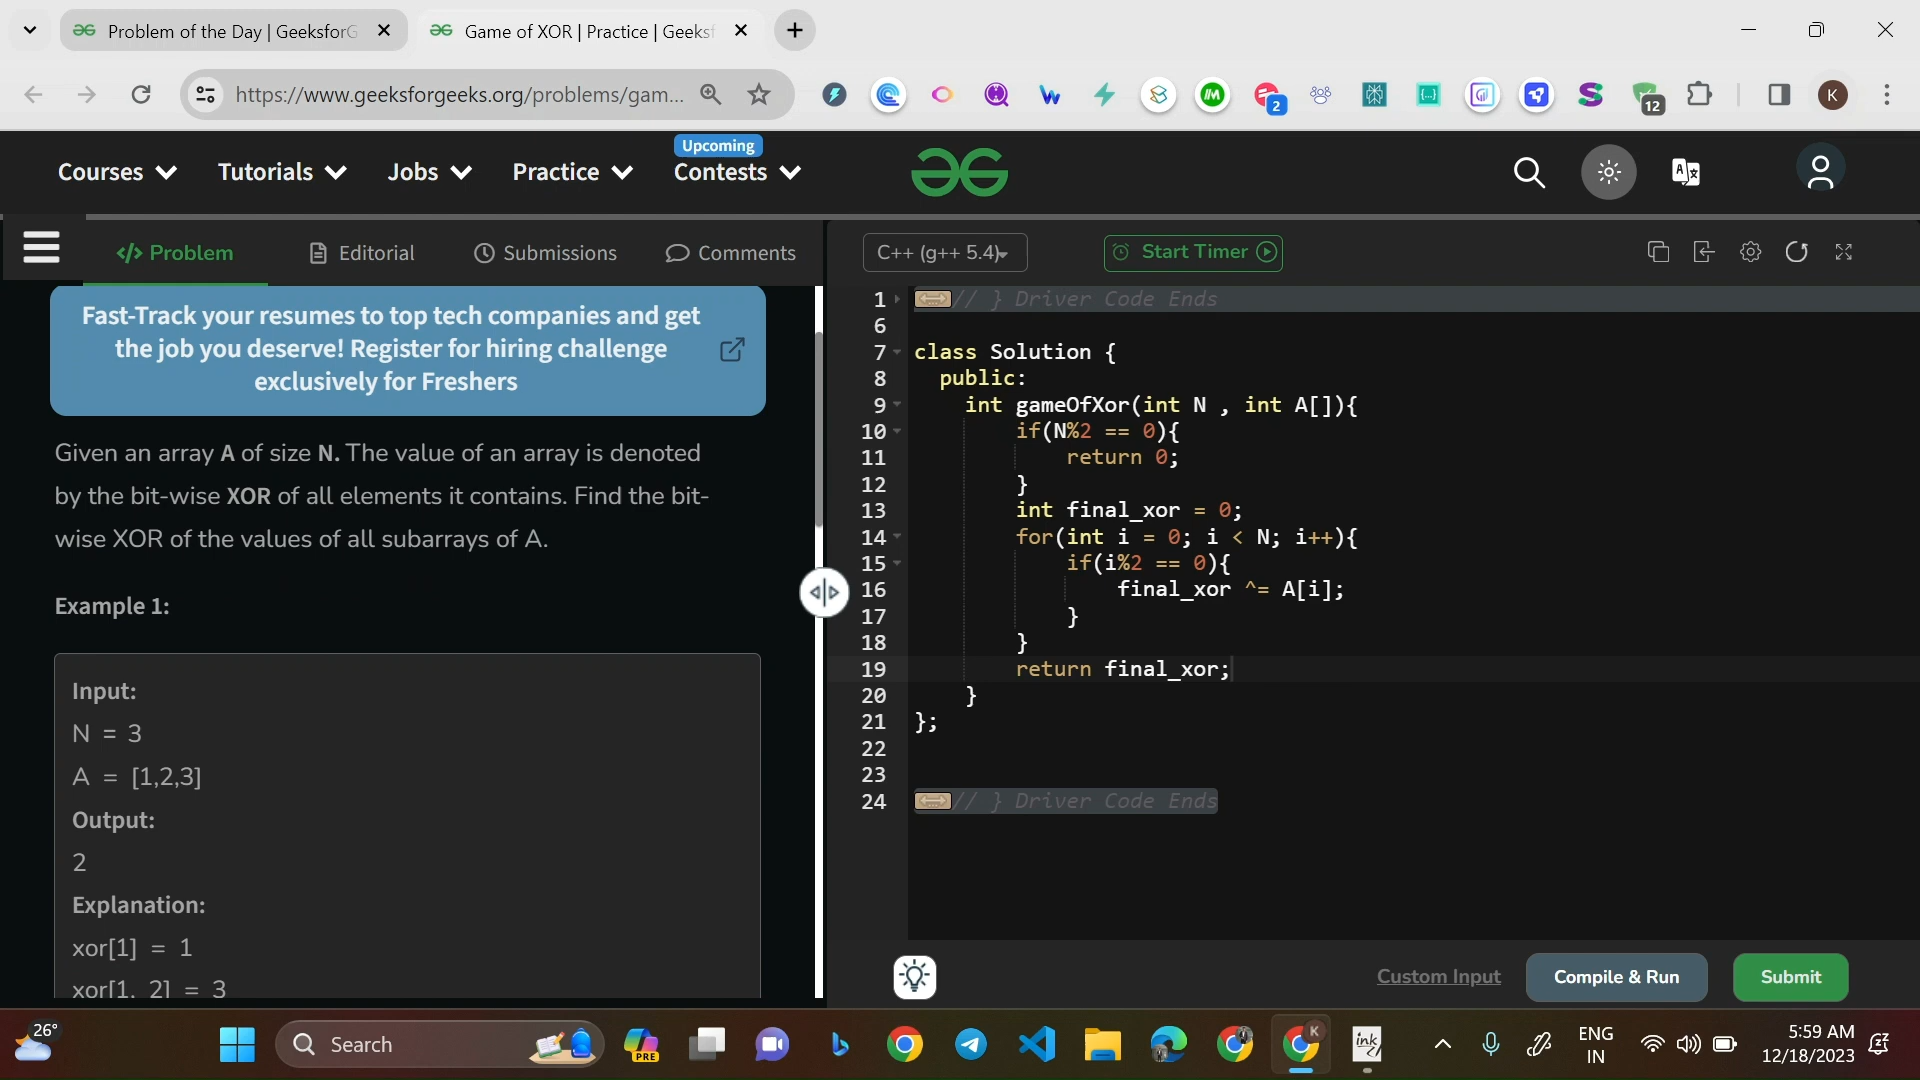 Problem of the Day | GeeksforG
Game of XOR | Practice | Geeksf
https://www.geeksforgeeks.org/problems/gam...
2
12
K
Courses
Tutorials
Jobs
Practice
Upcoming
Contests
</> Problem
Editorial
Submissions
Comments
C++ (g++ 5.4)
Start Timer
Fast-Track your resumes to top tech companies and get
the job you deserve! Register for hiring challenge
exclusively for Freshers
Given an array A of size N. The value of an array is denoted
by the bit-wise XOR of all elements it contains. Find the bit-
wise XOR of the values of all subarrays of A.
Example 1:
Input:
N = 3
A = [1,2,3]
Output:
2
Explanation:
xor[1] = 1
xor[1, 2] = 3
1 // } Driver Code Ends
6
7 class Solution {
8 public:
9 int gameOfXor(int N , int A[]){
10 if(N%2 == 0){
11 return 0;
12 }
13 int final_xor = 0;
14 for(int i = 0; i < N; i++){
15 if(i%2 == 0){
16 final_xor ^= A[i];
17 }
18 }
19 return final_xor;
20 }
21 };
22
23
24 // } Driver Code Ends
Custom Input
Compile & Run
Submit
26°
Search
PRE
K
ink
ENG
IN
5:59 AM
12/18/2023